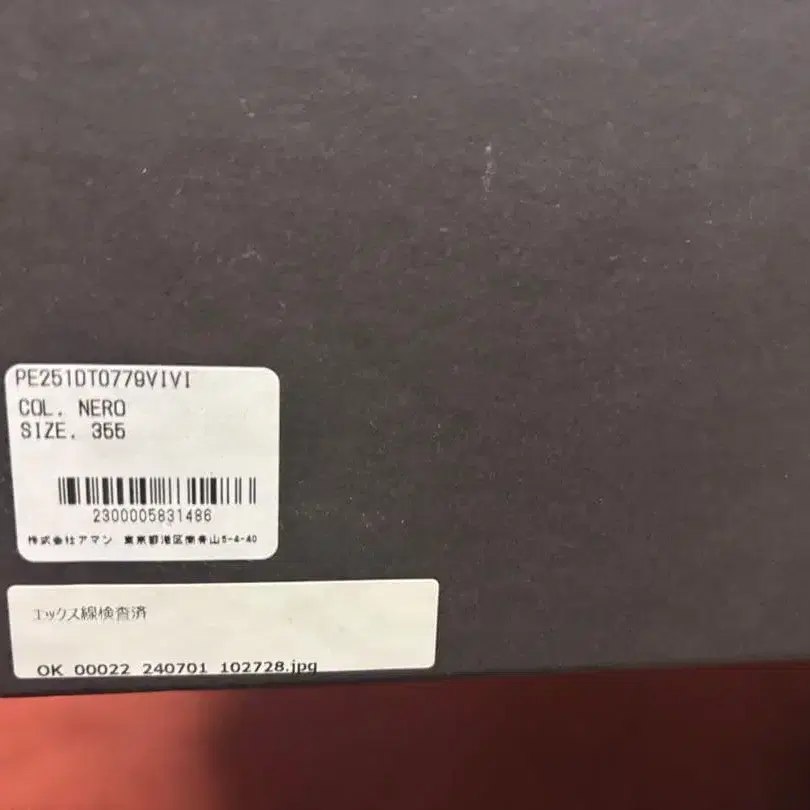 PE251DT0779VIVI
COL. NERO
SIZE. 355
2300005831486
株式会社アマン 東京都港区南青山5-4-40
エックス線検査済
OK 00022 240701 102728.jpg